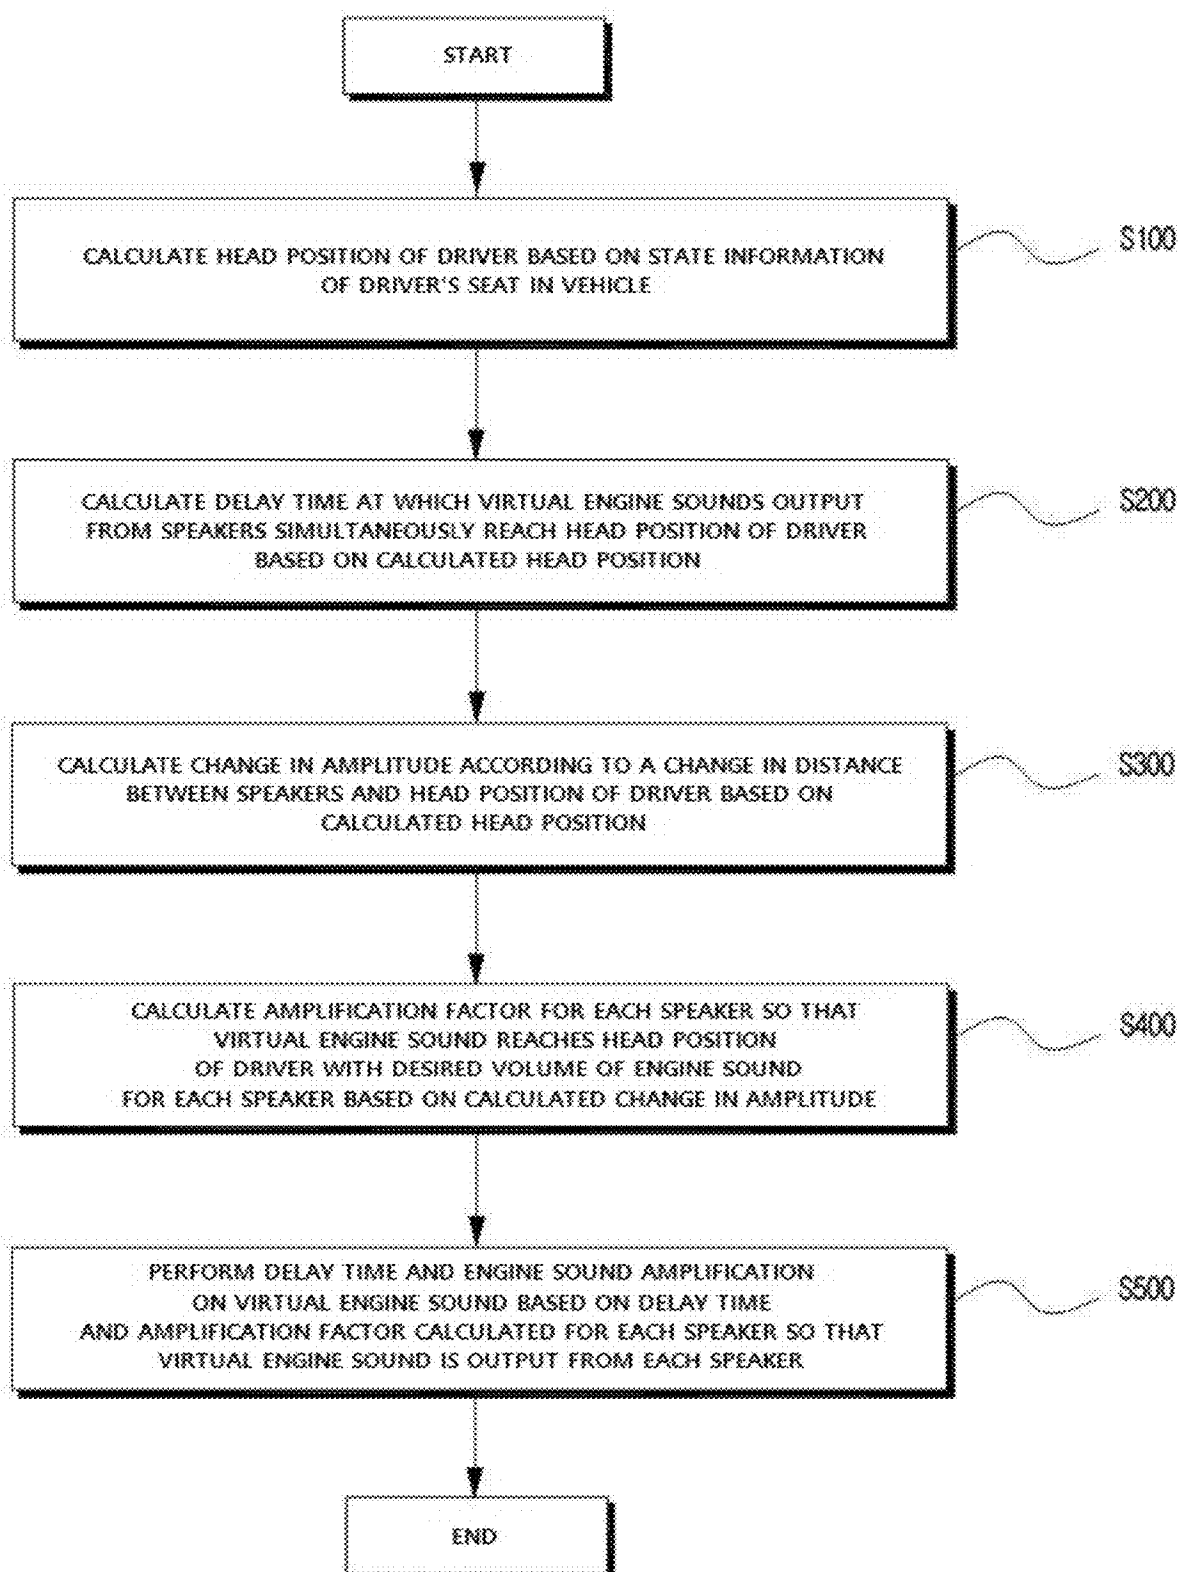 START
CALCULATE HEAD POSITION OF DRIVER BASED ON STATE INFORMATION
OF DRIVER'S SEAT IN VEHICLE
S100
CALCULATE DELAY TIME AT WHICH VIRTUAL ENGINE SOUNDS OUTPUT
FROM SPEAKERS SIMULTANEOUSLY REACH HEAD POSITION OF DRIVER
BASED ON CALCULATED HEAD POSITION
S200
CALCULATE CHANGE IN AMPLITUDE ACCORDING TO A CHANGE IN DISTANCE
BETWEEN SPEAKERS AND HEAD POSITION OF DRIVER BASED ON
CALCULATED HEAD POSITION
S300
CALCULATE AMPLIFICATION FACTOR FOR EACH SPEAKER SO THAT
VIRTUAL ENGINE SOUND REACHES HEAD POSITION
OF DRIVER WITH DESIRED VOLUME OF ENGINE SOUND
FOR EACH SPEAKER BASED ON CALCULATED CHANGE IN AMPLITUDE
S400
PERFORM DELAY TIME AND ENGINE SOUND AMPLIFICATION
ON VIRTUAL ENGINE SOUND BASED ON DELAY TIME
AND AMPLIFICATION FACTOR CALCULATED FOR EACH SPEAKER SO THAT
VIRTUAL ENGINE SOUND IS OUTPUT FROM EACH SPEAKER
S500
END